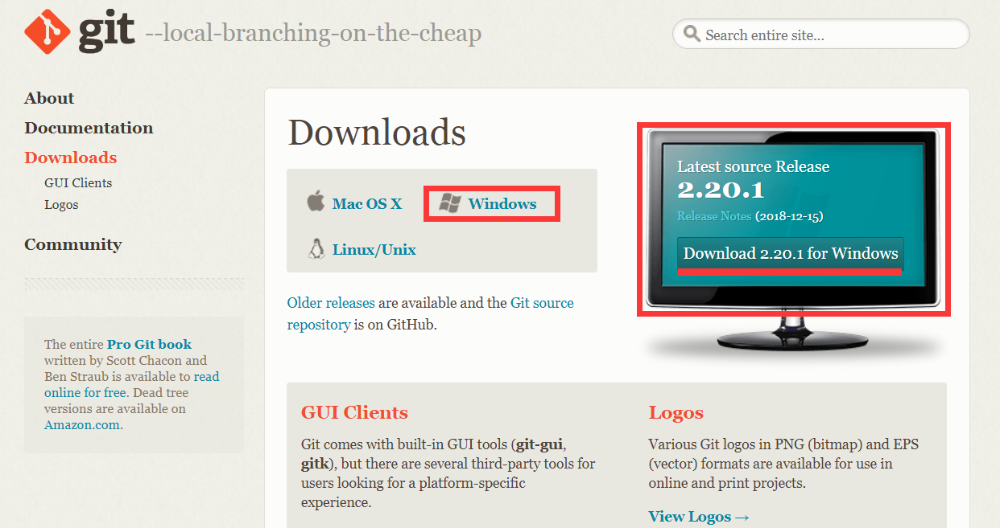 git --local-branching-on-the-cheap
Search entire site...
About
Documentation
Downloads
GUI Clients
Logos
Community
The entire Pro Git book
written by Scott Chacon and
Ben Straub is available to read
online for free. Dead tree
versions are available on
Amazon.com.
Downloads
Mac OS X
Windows
Linux/Unix
Older releases are available and the Git source
repository is on GitHub.
Latest source Release
2.20.1
Release Notes (2018-12-15)
Download 2.20.1 for Windows
GUI Clients
Git comes with built-in GUI tools (git-gui,
gitk), but there are several third-party tools for
users looking for a platform-specific
experience.
Logos
Various Git logos in PNG (bitmap) and EPS
(vector) formats are available for use in
online and print projects.
View Logos →